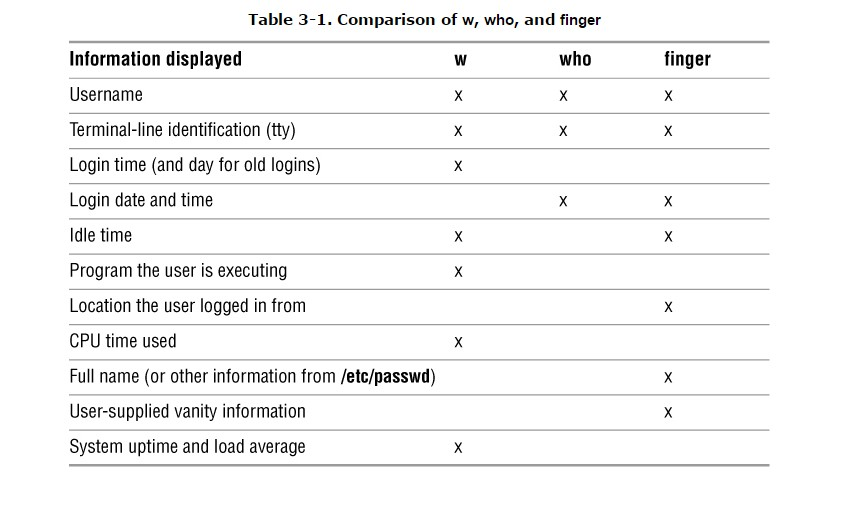 Table 3-1. Comparison of w, who, and finger
Information displayed w who finger
Username x x x
Terminal-line identification (tty) x x x
Login time (and day for old logins) x
Login date and time x x
Idle time x x
Program the user is executing x
Location the user logged in from x
CPU time used x
Full name (or other information from /etc/passwd) x
User-supplied vanity information x
System uptime and load average x